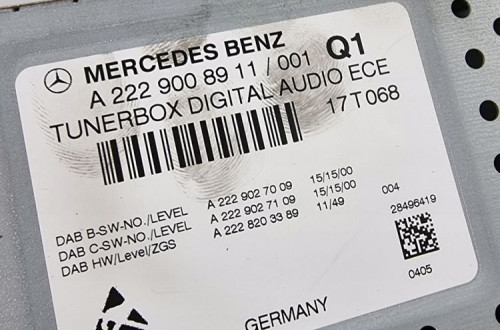 MERCEDES BENZ Q1
A 222 900 89 11 / 001
TUNERBOX DIGITAL AUDIO ECE
17T068
DAB B-SW-NO./LEVEL A 222 902 70 09 15/15/00 004
DAB C-SW-NO./LEVEL A 222 902 71 09 15/15/00 28496419
DAB HW/Level/ZGS A 222 820 33 89 11/49
0405
GERMANY